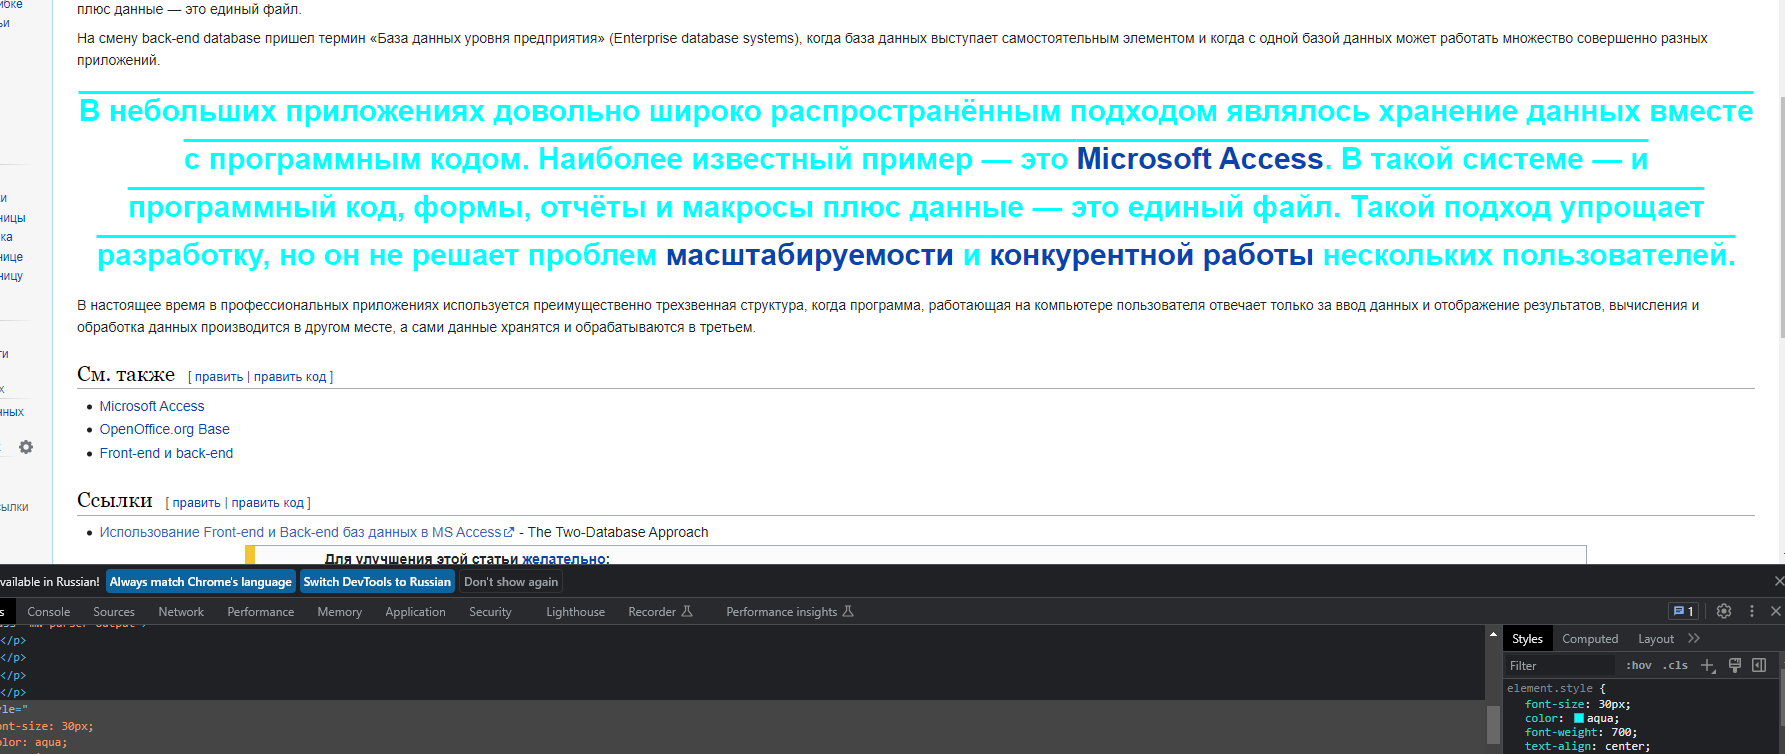 плюс данные — это единый файл.
На смену back-end database пришел термин «База данных уровня предприятия» (Enterprise database systems), когда база данных выступает самостоятельным элементом и когда с одной базой данных может работать множество совершенно разных
приложений.
В небольших приложениях довольно широко распространённым подходом являлось хранение данных вместе
с программным кодом. Наиболее известный пример — это Microsoft Access. В такой системе — и
программный код, формы, отчёты и макросы плюс данные — это единый файл. Такой подход упрощает
разработку, но он не решает проблем масштабируемости и конкурентной работы нескольких пользователей.
В настоящее время в профессиональных приложениях используется преимущественно трехзвенная структура, когда программа, работающая на компьютере пользователя отвечает только за ввод данных и отображение результатов, вычисления и
обработка данных производится в другом месте, а сами данные хранятся и обрабатываются в третьем.
См. также [ править | править код ]
Microsoft Access
OpenOffice.org Base
Front-end и back-end
Ссылки [ править | править код ]
Использование Front-end и Back-end баз данных в MS Access - The Two-Database Approach
Для улучшения этой статьи желательно:
vailable in Russian! Always match Chrome's language Switch DevTools to Russian Don't show again
s Console Sources Network Performance Memory Application Security Lighthouse Recorder Performance insights 1
</p>
</p>
</p>
</p>
yle="
ont-size: 30px;
olor: aqua;
Styles Computed Layout
Filter :hov .cls
element.style {
font-size: 30px;
color: aqua;
font-weight: 700;
text-align: center;